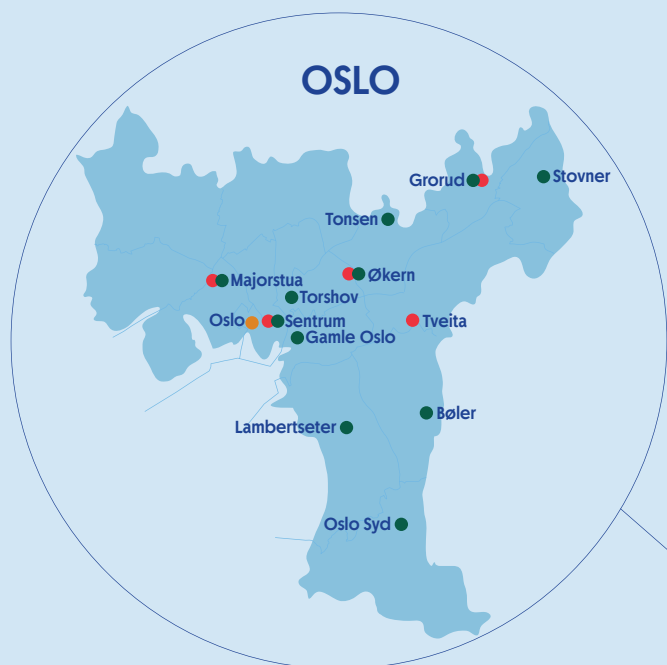 OSLO
Grorud
Stovner
Tonsen
Majorstua
Økern
Torshov
Oslo
Sentrum
Tveita
Gamle Oslo
Bøler
Lambertseter
Oslo Syd